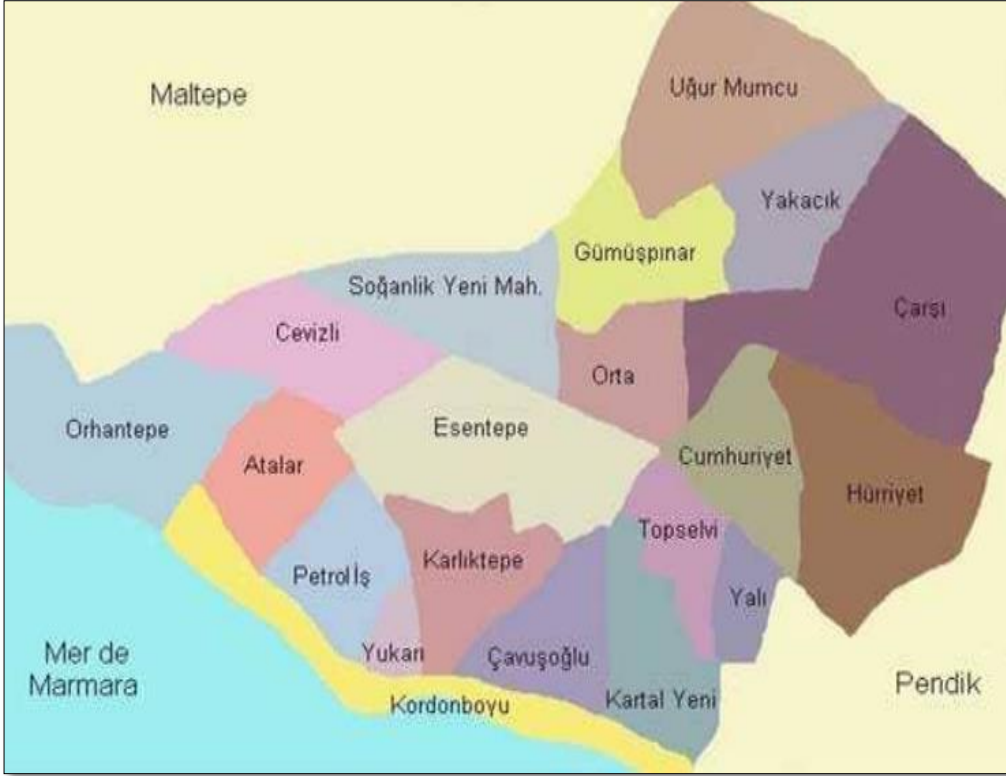 Uğur Mumcu
Maltepe
Yakacık
Gümüşpınar
Soğanlik Yeni Mah.
Çarşı
Cevizli
Orta
Orhantepe
Esentepe
Atalar
Cumhuriyet
Hürriyet
Topselvi
Karlıktepe
Petrol İş
Yalı
Yukarı
Çavuşoğlu
Mer de
Marmara
Pendik
Kordonboyu
Kartal Yeni